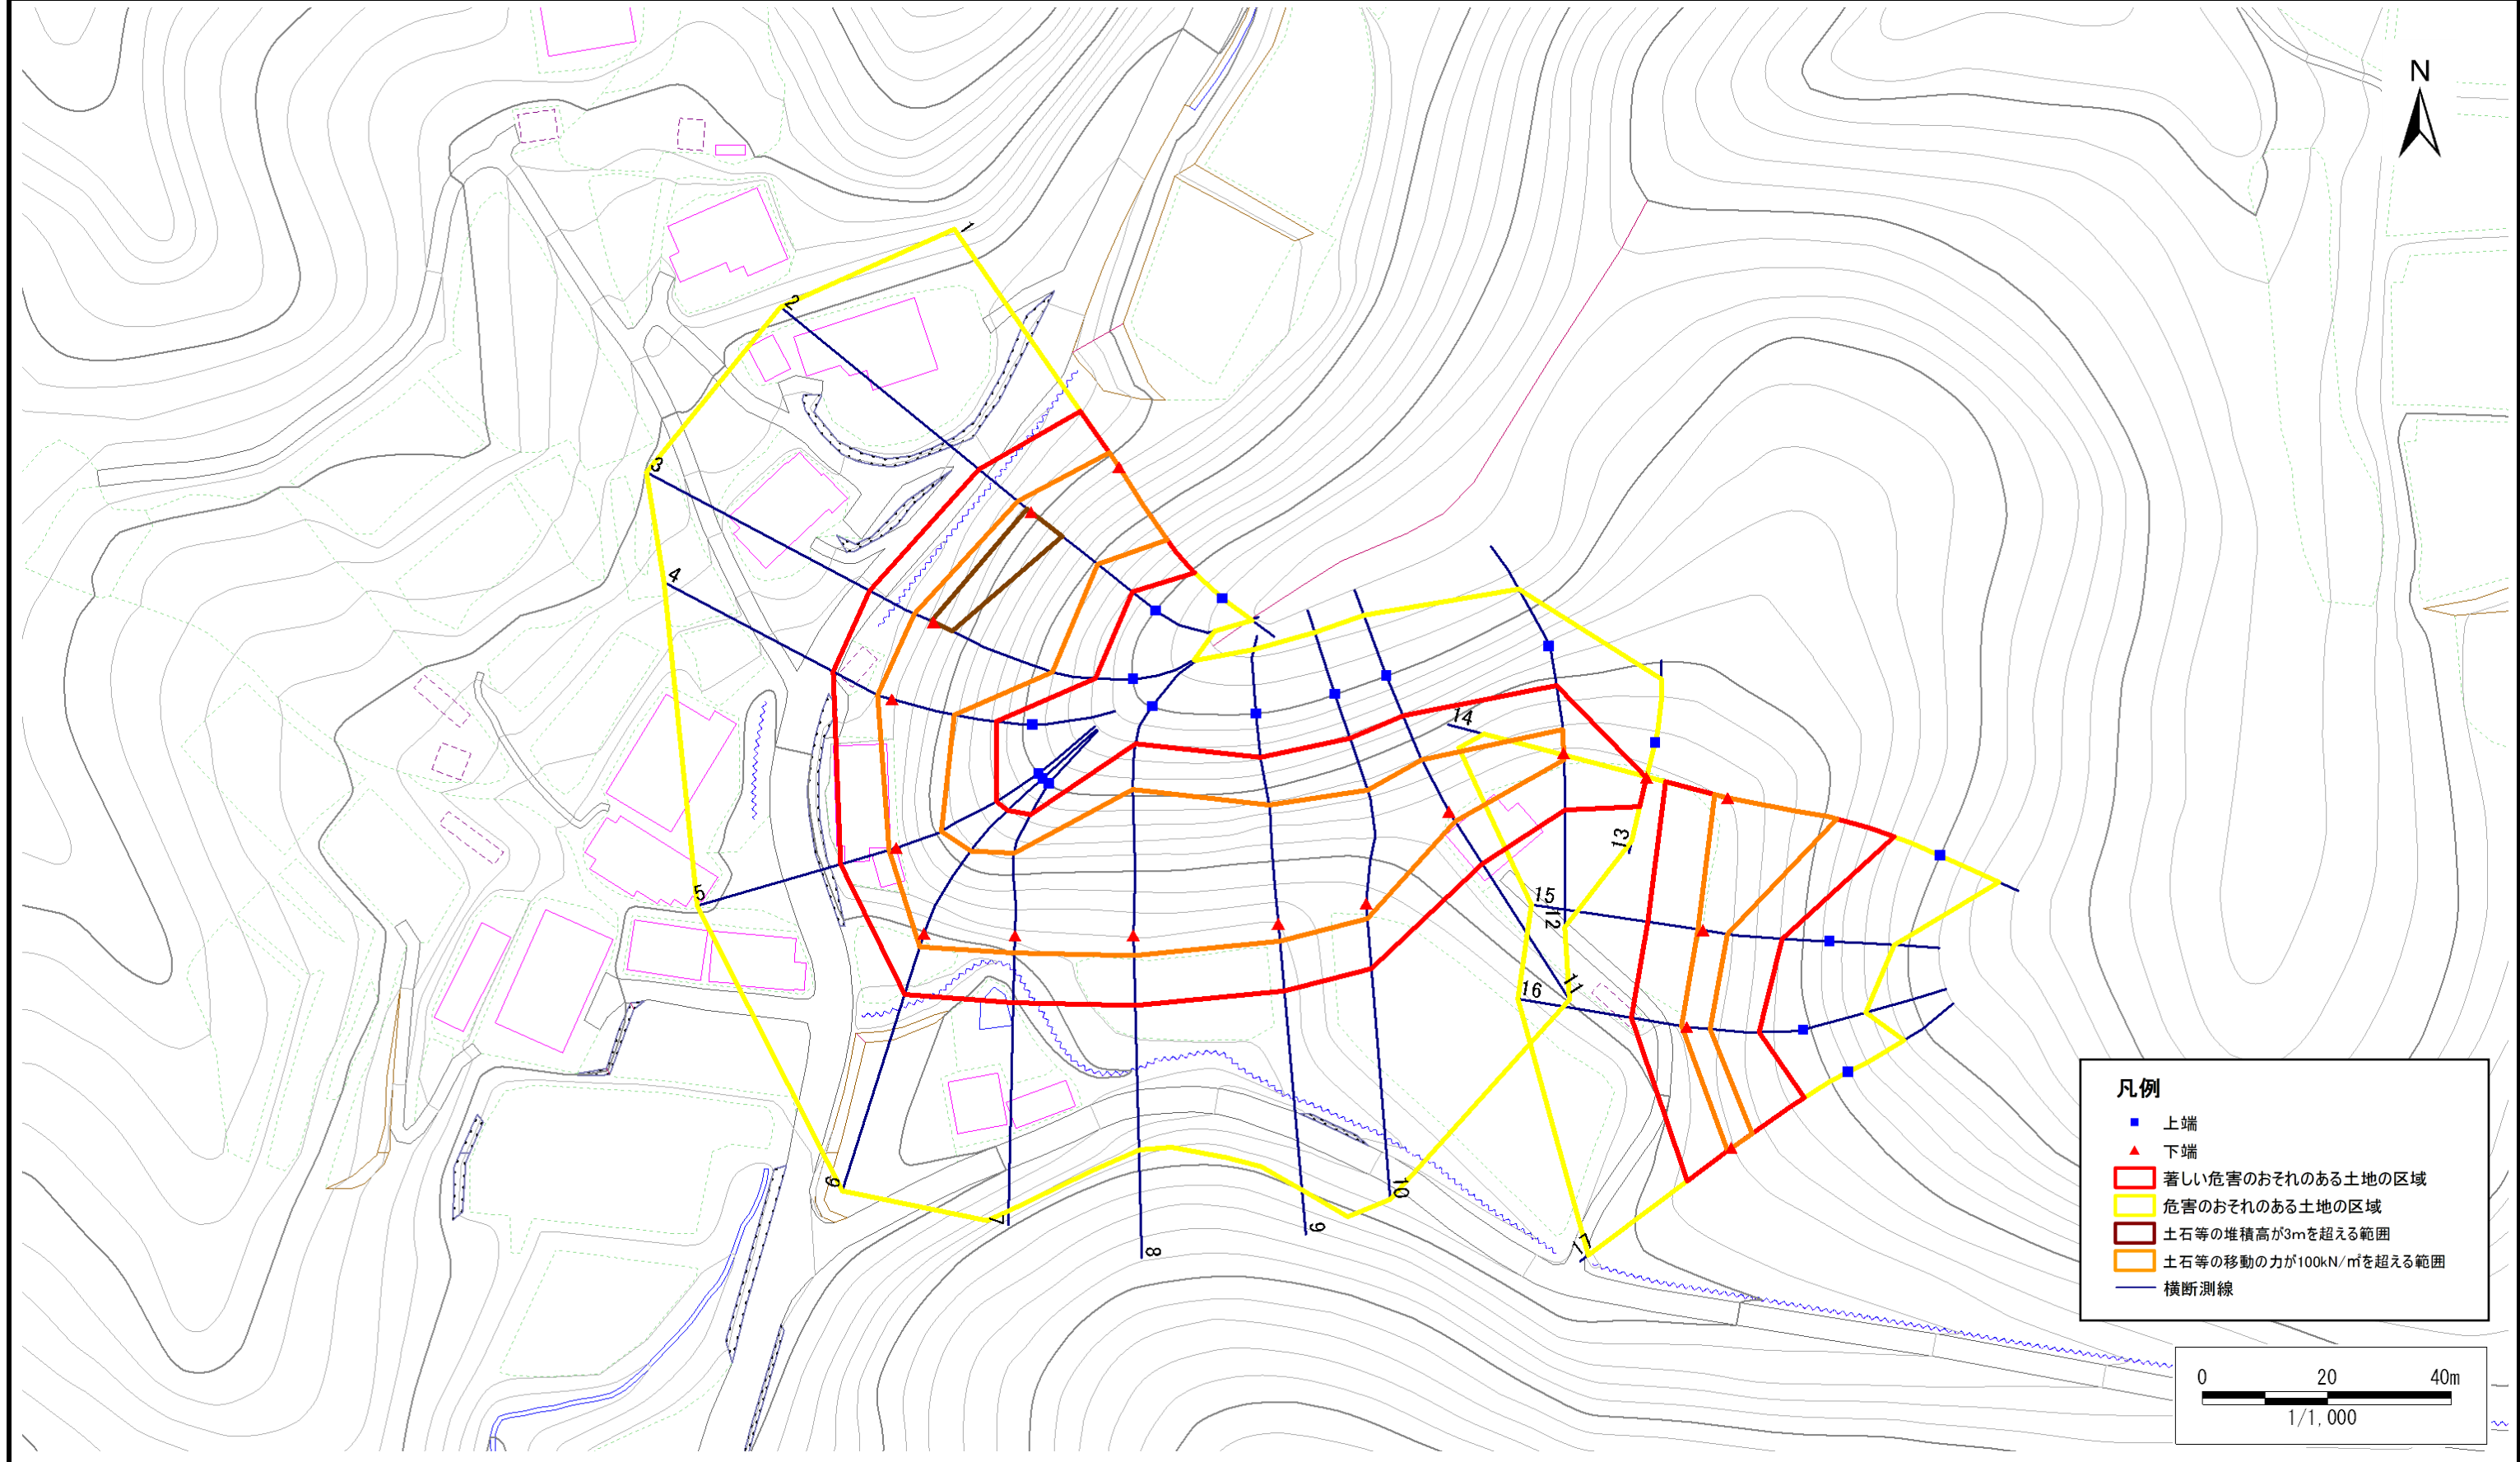 N
1
2
3
4
14
13
5
15
12
11
16
6
7
10
9
8
17
凡例
上端
下端
著しい危害のおそれのある土地の区域
危害のおそれのある土地の区域
土石等の堆積高が3mを超える範囲
土石等の移動の力が100kN/㎡を超える範囲
横断測線
0 20 40m
1/1,000